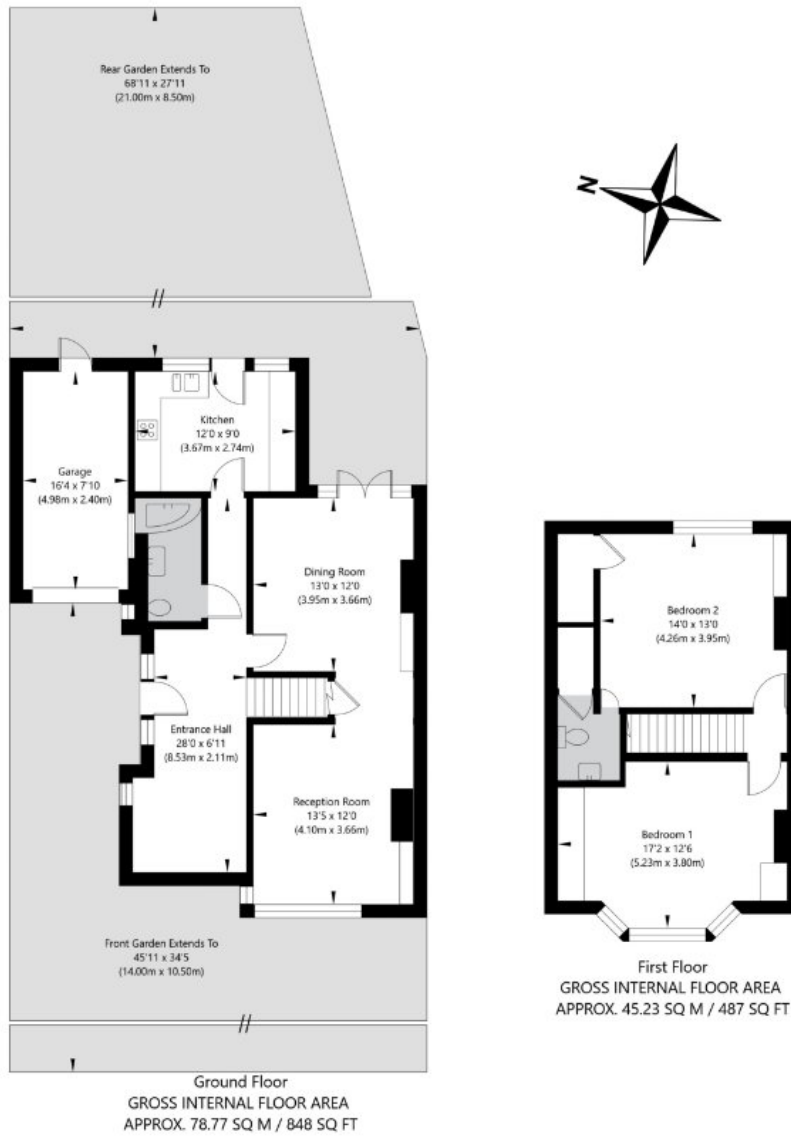 Rear Garden Extends To
68'11 x 27'11
(21.00m x 8.50m)
N
Kitchen
12'0 x 9'0
(3.67m x 2.74m)
Garage
16'4 x 7'10
(4.98m x 2.40m)
Dining Room
13'0 x 12'0
(3.95m x 3.66m)
Entrance Hall
28'0 x 6'11
(8.53m x 2.11m)
Reception Room
13'5 x 12'0
(4.10m x 3.66m)
Front Garden Extends To
45'11 x 34'5
(14.00m x 10.50m)
Ground Floor
GROSS INTERNAL FLOOR AREA
APPROX. 78.77 SQ M / 848 SQ FT
Bedroom 2
14'0 x 13'0
(4.26m x 3.95m)
Bedroom 1
17'2 x 12'6
(5.23m x 3.80m)
First Floor
GROSS INTERNAL FLOOR AREA
APPROX. 45.23 SQ M / 487 SQ FT